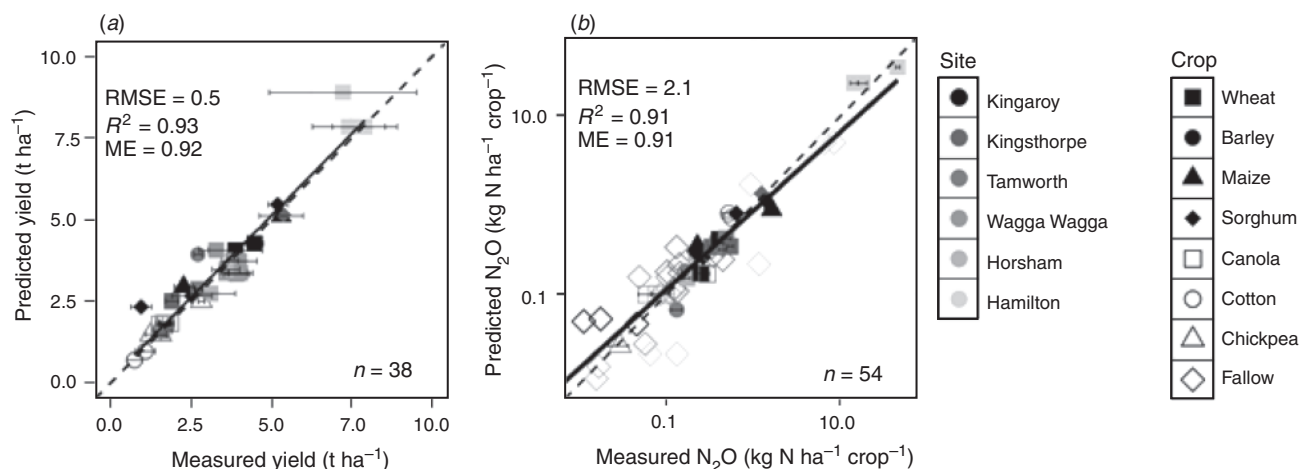 (a)
10.0
7.5
5.0
2.5
0.0
Predicted yield (t ha⁻¹)
RMSE = 0.5
R² = 0.93
ME = 0.92
n = 38
0.0 2.5 5.0 7.0 10.0
Measured yield (t ha⁻¹)
(b)
10.0
0.1
Predicted N₂O (kg N ha⁻¹ crop⁻¹)
RMSE = 2.1
R² = 0.91
ME = 0.91
n = 54
0.1 10.0
Measured N₂O (kg N ha⁻¹ crop⁻¹)
Site
Kingaroy
Kingsthorpe
Tamworth
Wagga Wagga
Horsham
Hamilton
Crop
Wheat
Barley
Maize
Sorghum
Canola
Cotton
Chickpea
Fallow